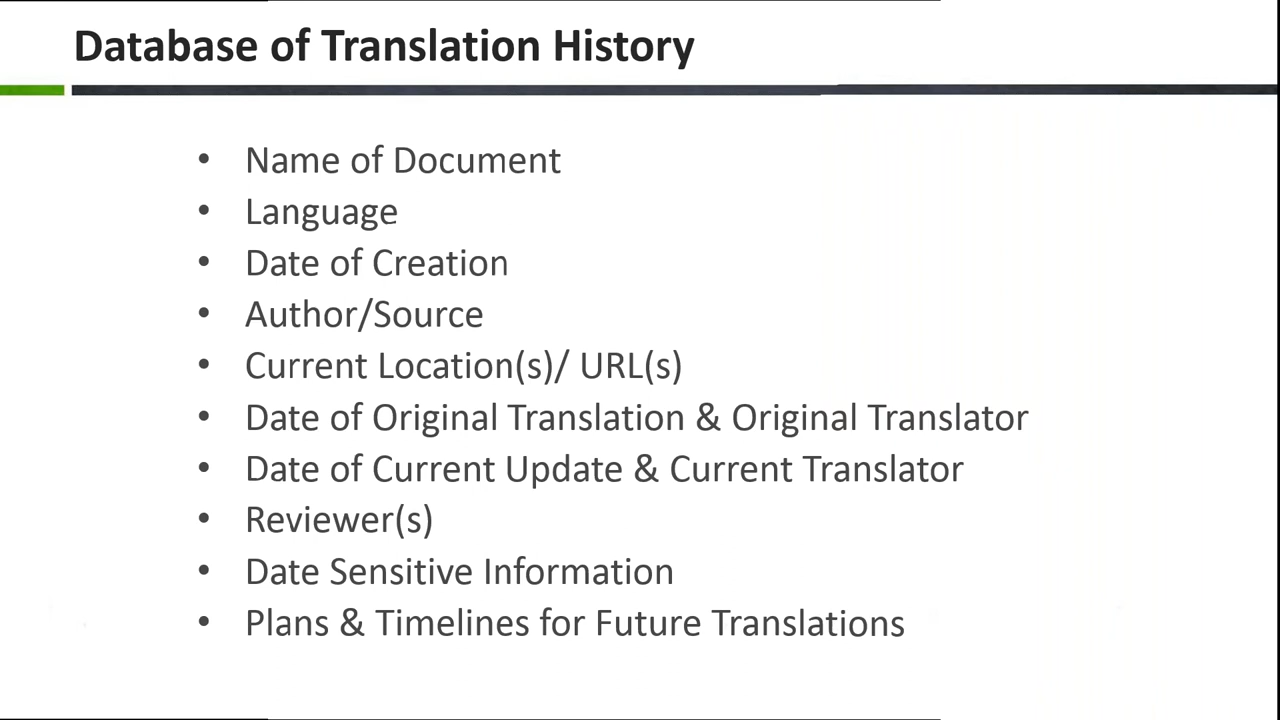 Database of Translation History
• Name of Document
• Language
• Date of Creation
• Author/Source
• Current Location(s)/ URL(s)
• Date of Original Translation & Original Translator
• Date of Current Update & Current Translator
• Reviewer(s)
• Date Sensitive Information
• Plans & Timelines for Future Translations